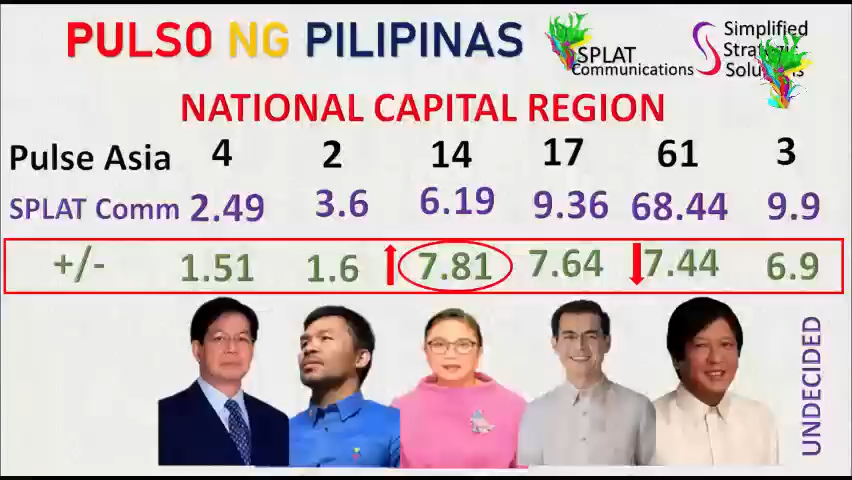 PULSO NG PILIPINAS
SPLAT
Communications
Simplified
Strategic
Solutions
NATIONAL CAPITAL REGION
Pulse Asia 4 2 14 17 61 3
SPLAT Comm 2.49 3.6 6.19 9.36 68.44 9.9
+/- 1.51 1.6 7.81 7.64 7.44 6.9
UNDECIDED